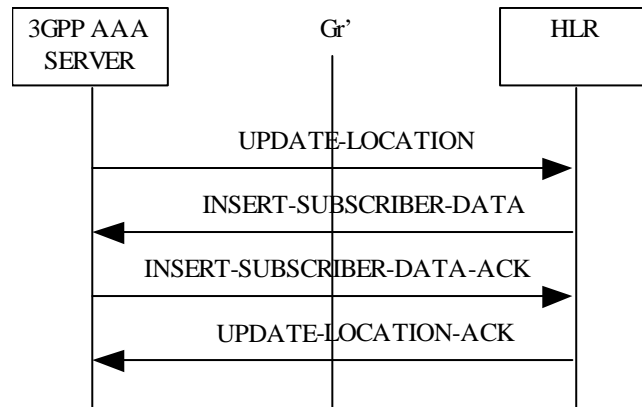 3GPP AAA
SERVER
Gr’
HLR
UPDATE-LOCATION
INSERT-SUBSCRIBER-DATA
INSERT-SUBSCRIBER-DATA-ACK
UPDATE-LOCATION-ACK